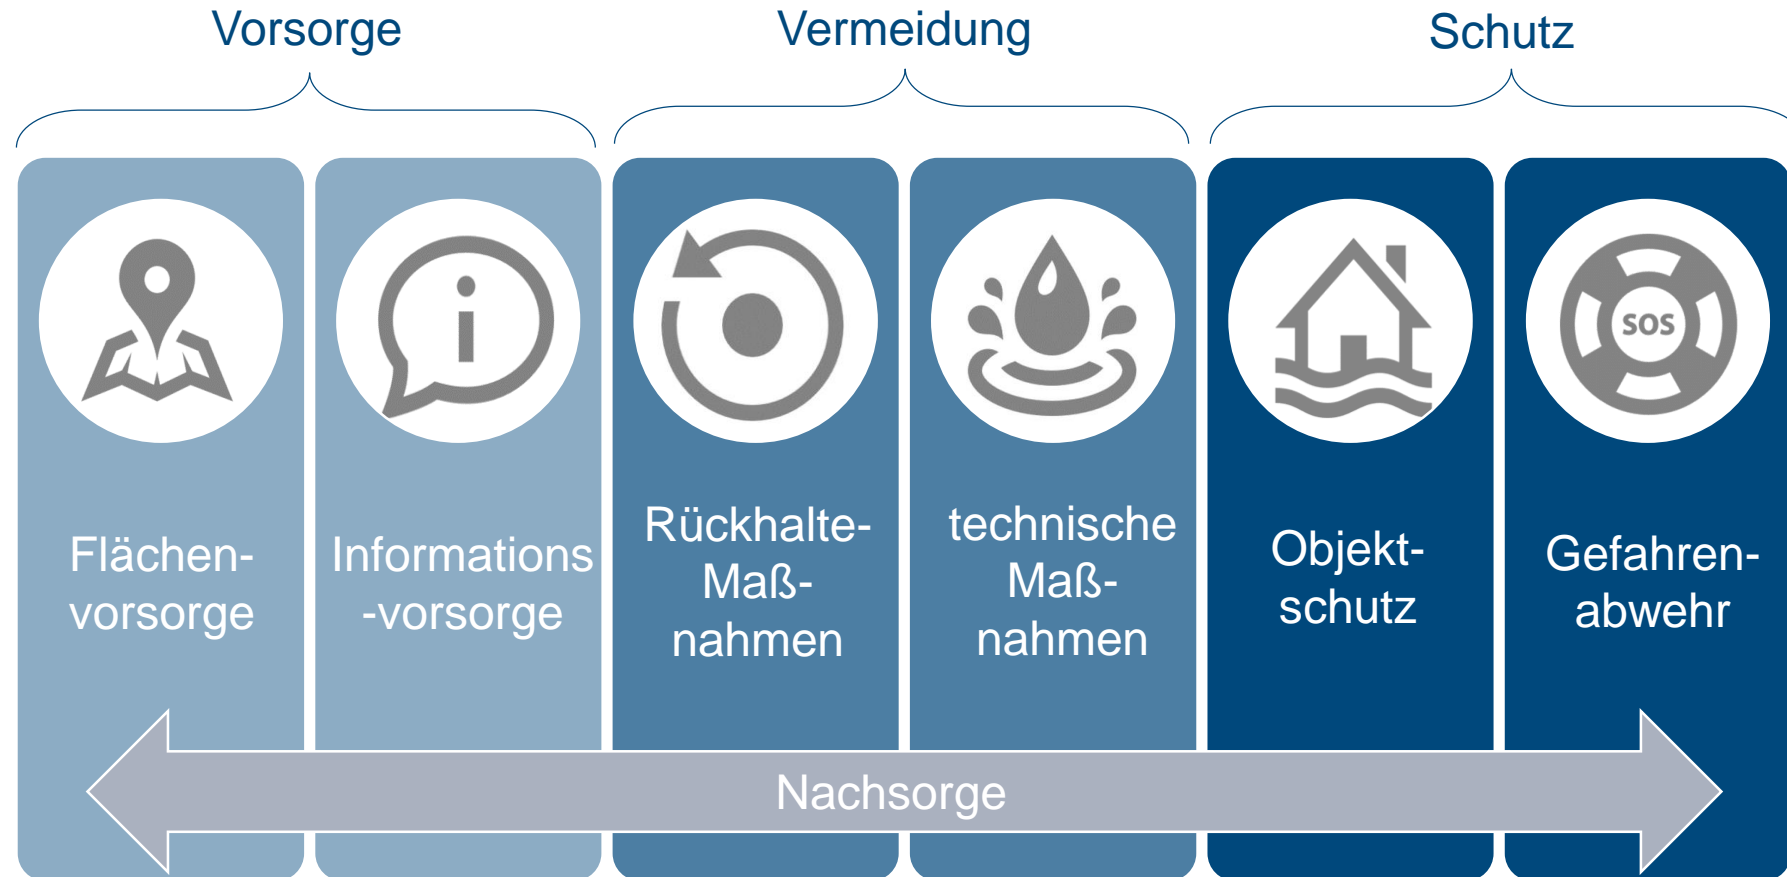 Vorsorge
Vermeidung
Schutz
Flächen-
vorsorge
Informations
-vorsorge
Rückhalte-
Maß-
nahmen
technische
Maß-
nahmen
Objekt-
schutz
SOS
Gefahren-
abwehr
Nachsorge